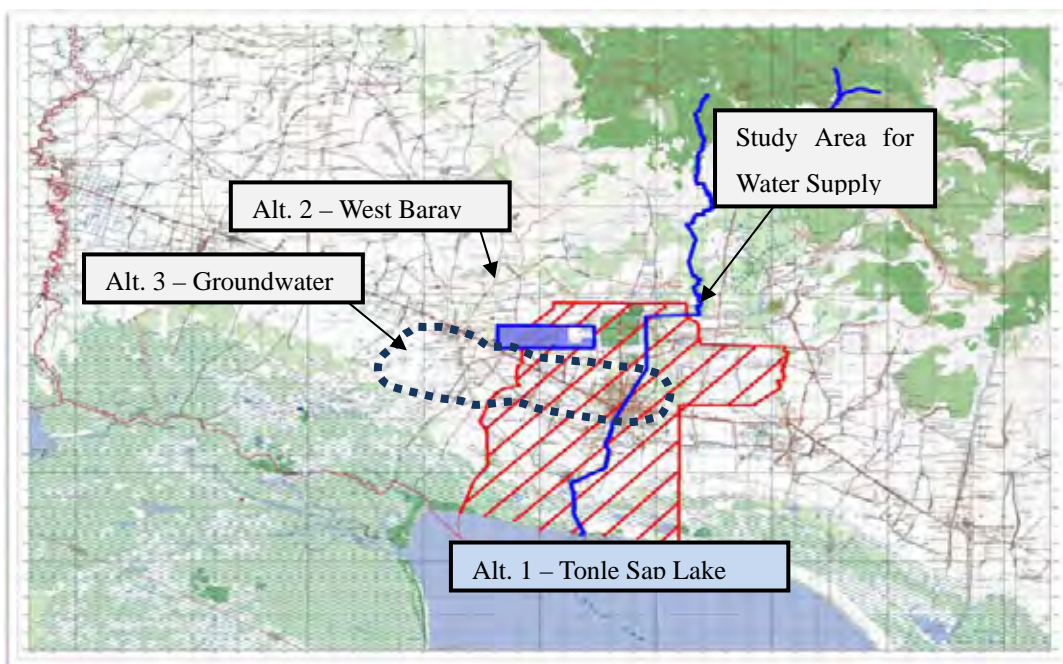 Study Area for
Water Supply
Alt. 2 – West Baray
Alt. 3 – Groundwater
Alt. 1 – Tonle Sap Lake